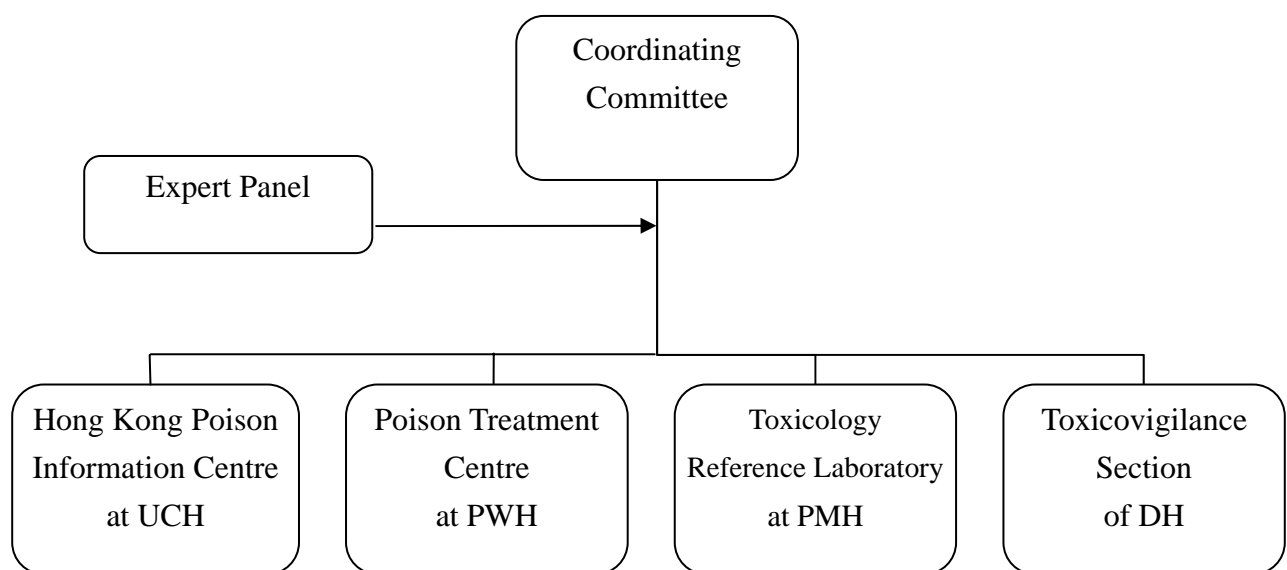 Coordinating
Committee
Expert Panel
Hong Kong Poison
Information Centre
at UCH
Poison Treatment
Centre
at PWH
Toxicology
Reference Laboratory
at PMH
Toxicovigilance
Section
of DH